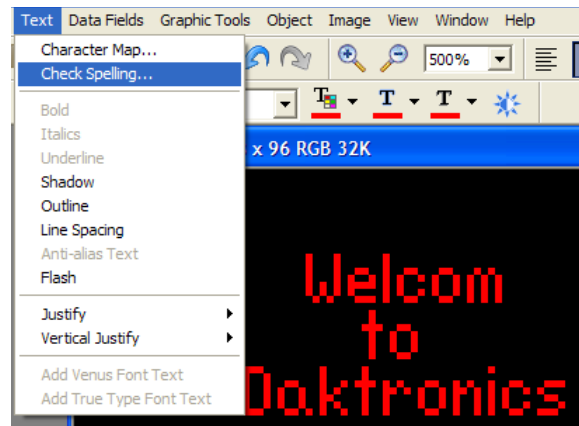 Text Data Fields Graphic Tools Object Image View Window Help
Character Map...
Check Spelling...
500%
Bold
Italics
Underline
Shadow
Outline
Line Spacing
Anti-alias Text
Flash
Justify
Vertical Justify
Add Venus Font Text
Add True Type Font Text
T T T
x 96 RGB 32K
Welcom
to
Daktronics